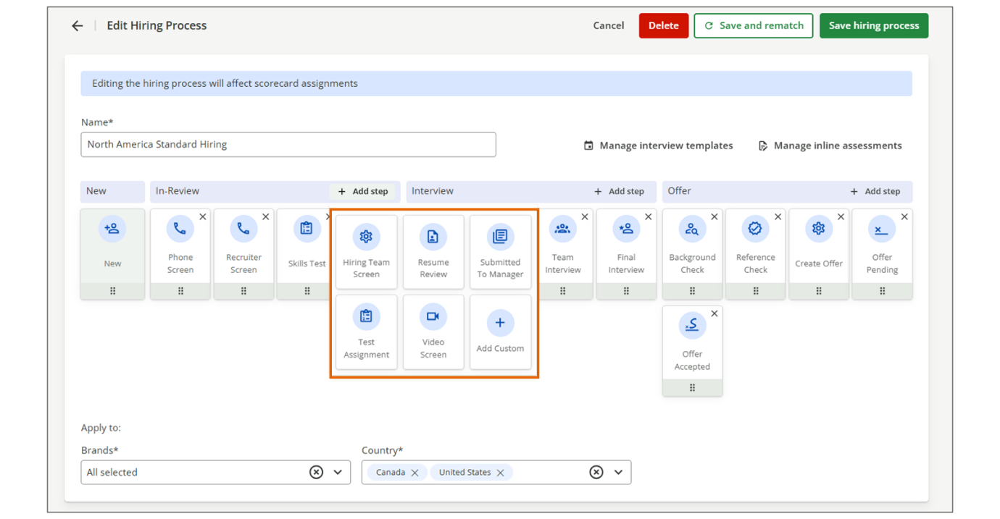 Edit Hiring Process
Cancel
Delete
Save and rematch
Save hiring process
Editing the hiring process will affect scorecard assignments
Name*
North America Standard Hiring
Manage interview templates
Manage inline assessments
New
In-Review
+ Add step
Interview
+ Add step
Offer
+ Add step
New
Phone
Screen
Recruiter
Screen
Skills Test
Hiring Team
Screen
Resume
Review
Submitted
To Manager
Test
Assignment
Video
Screen
Add Custom
Team
Interview
Final
Interview
Background
Check
Reference
Check
Create Offer
Offer
Pending
Offer
Accepted
Apply to:
Brands*
All selected
Country*
Canada
United States